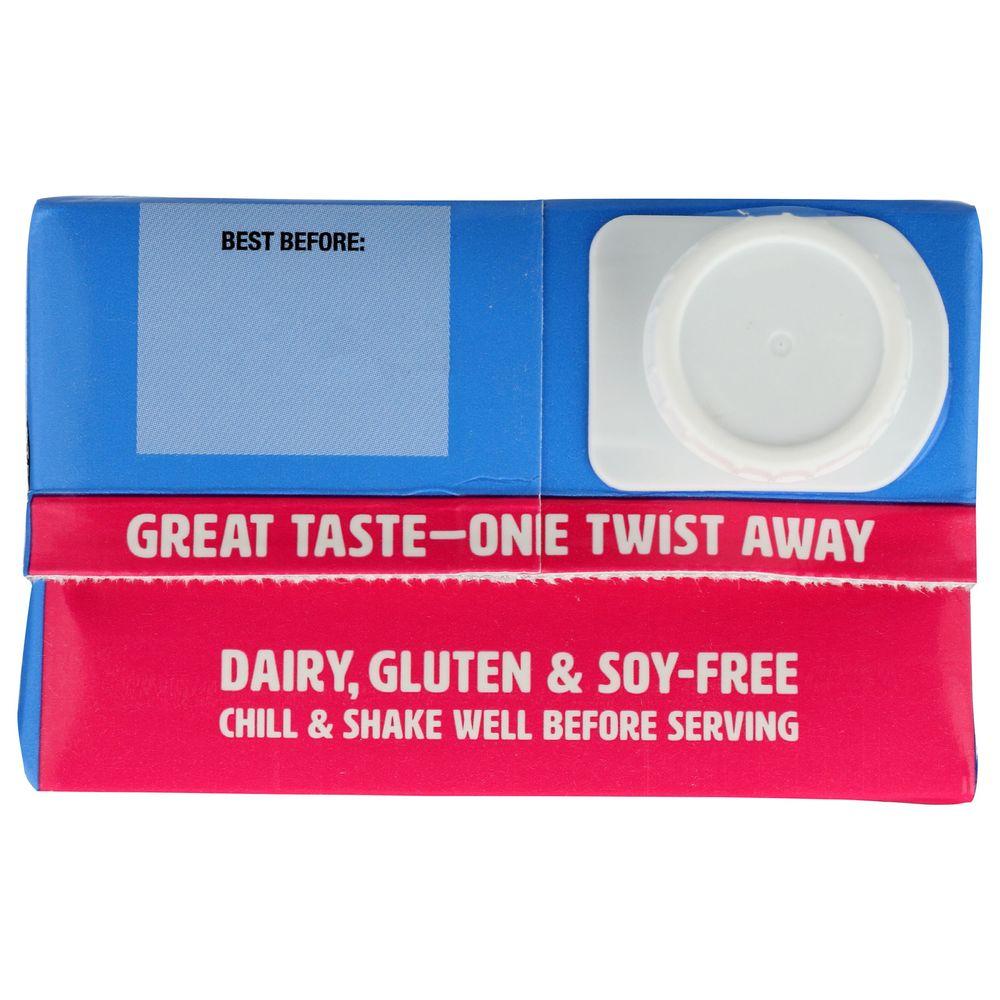 BEST BEFORE:
GREAT TASTE—ONE TWIST AWAY
DAIRY, GLUTEN & SOY-FREE
CHILL & SHAKE WELL BEFORE SERVING